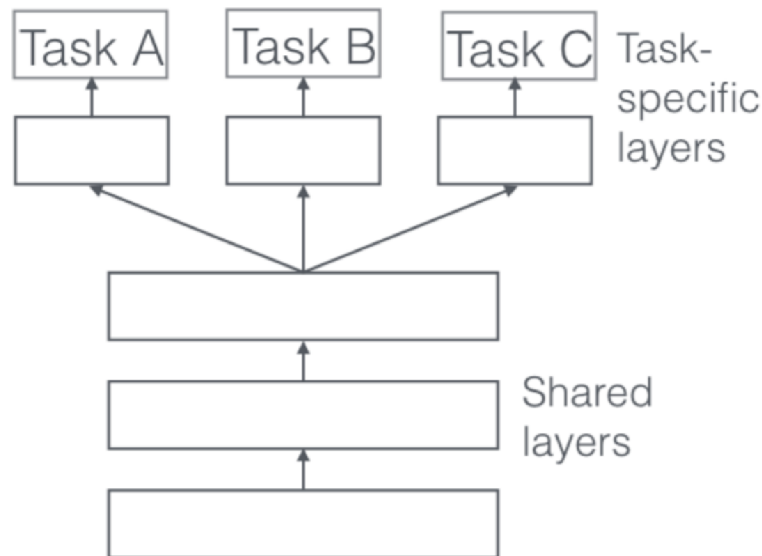 Task A
Task B
Task C
Task-
specific
layers
Shared
layers